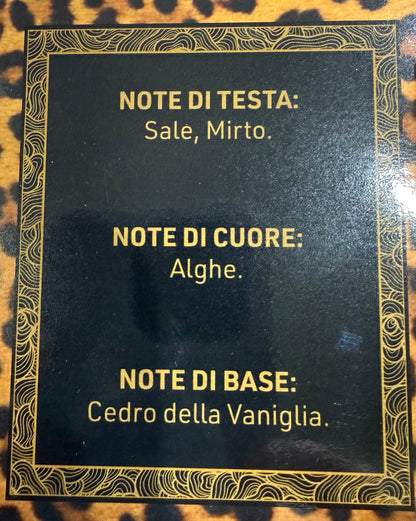 NOTE DI TESTA:
Sale, Mirto.
NOTE DI CUORE:
Alghe.
NOTE DI BASE:
Cedro della Vaniglia.